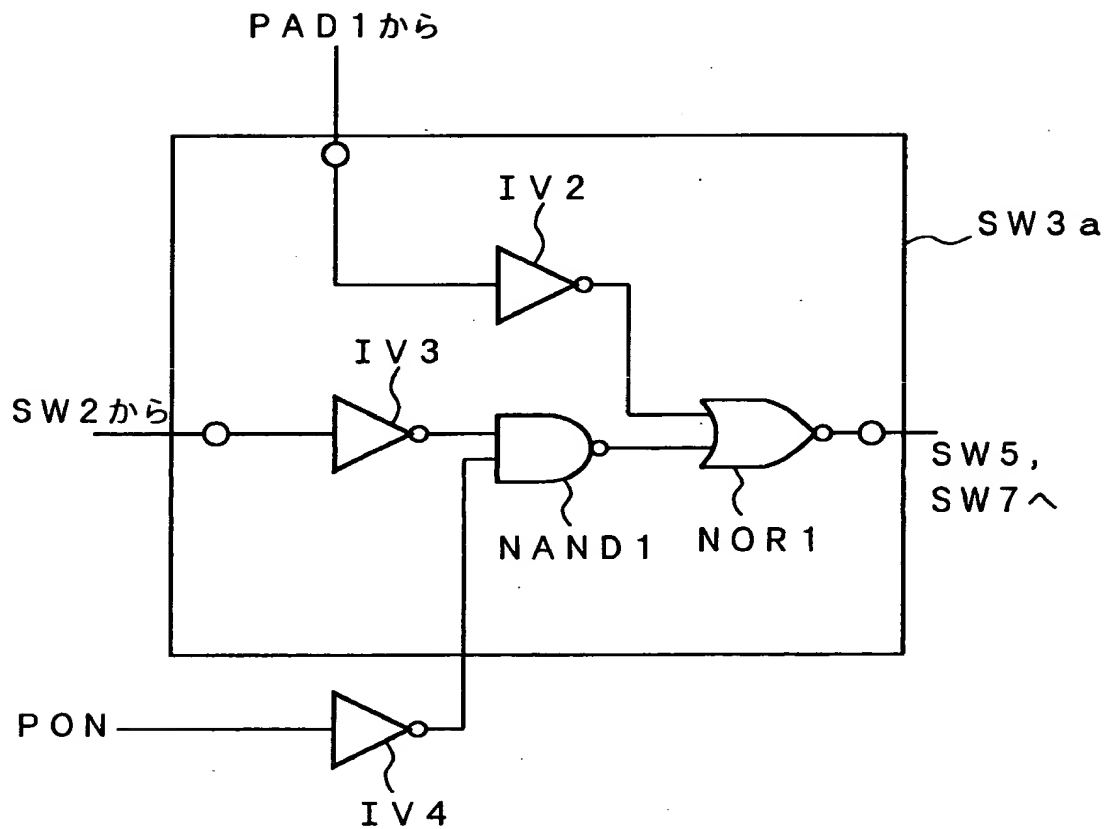 PAD1から
IV2
SW3a
IV3
SW2から
SW5,
SW7へ
NAND1
NOR1
PON
IV4